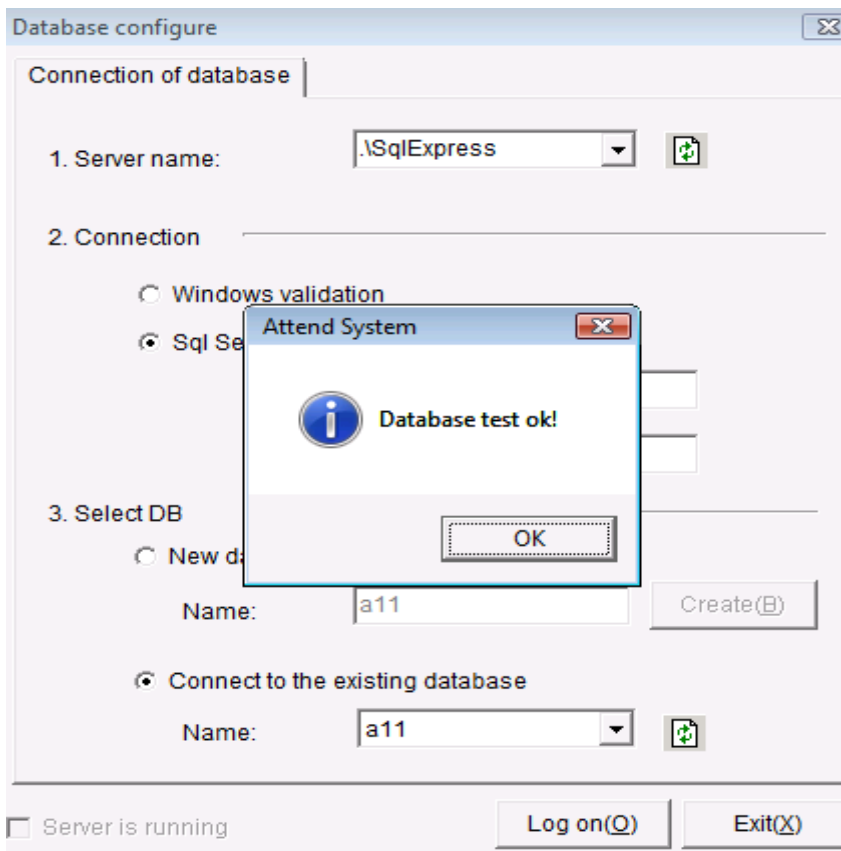 Database configure
Connection of database
1. Server name:
.\SqlExpress
2. Connection
Windows validation
Sql Se
Attend System
Database test ok!
OK
3. Select DB
New da
Name:
a11
Create(B)
Connect to the existing database
Name:
a11
Server is running
Log on(O)
Exit(X)